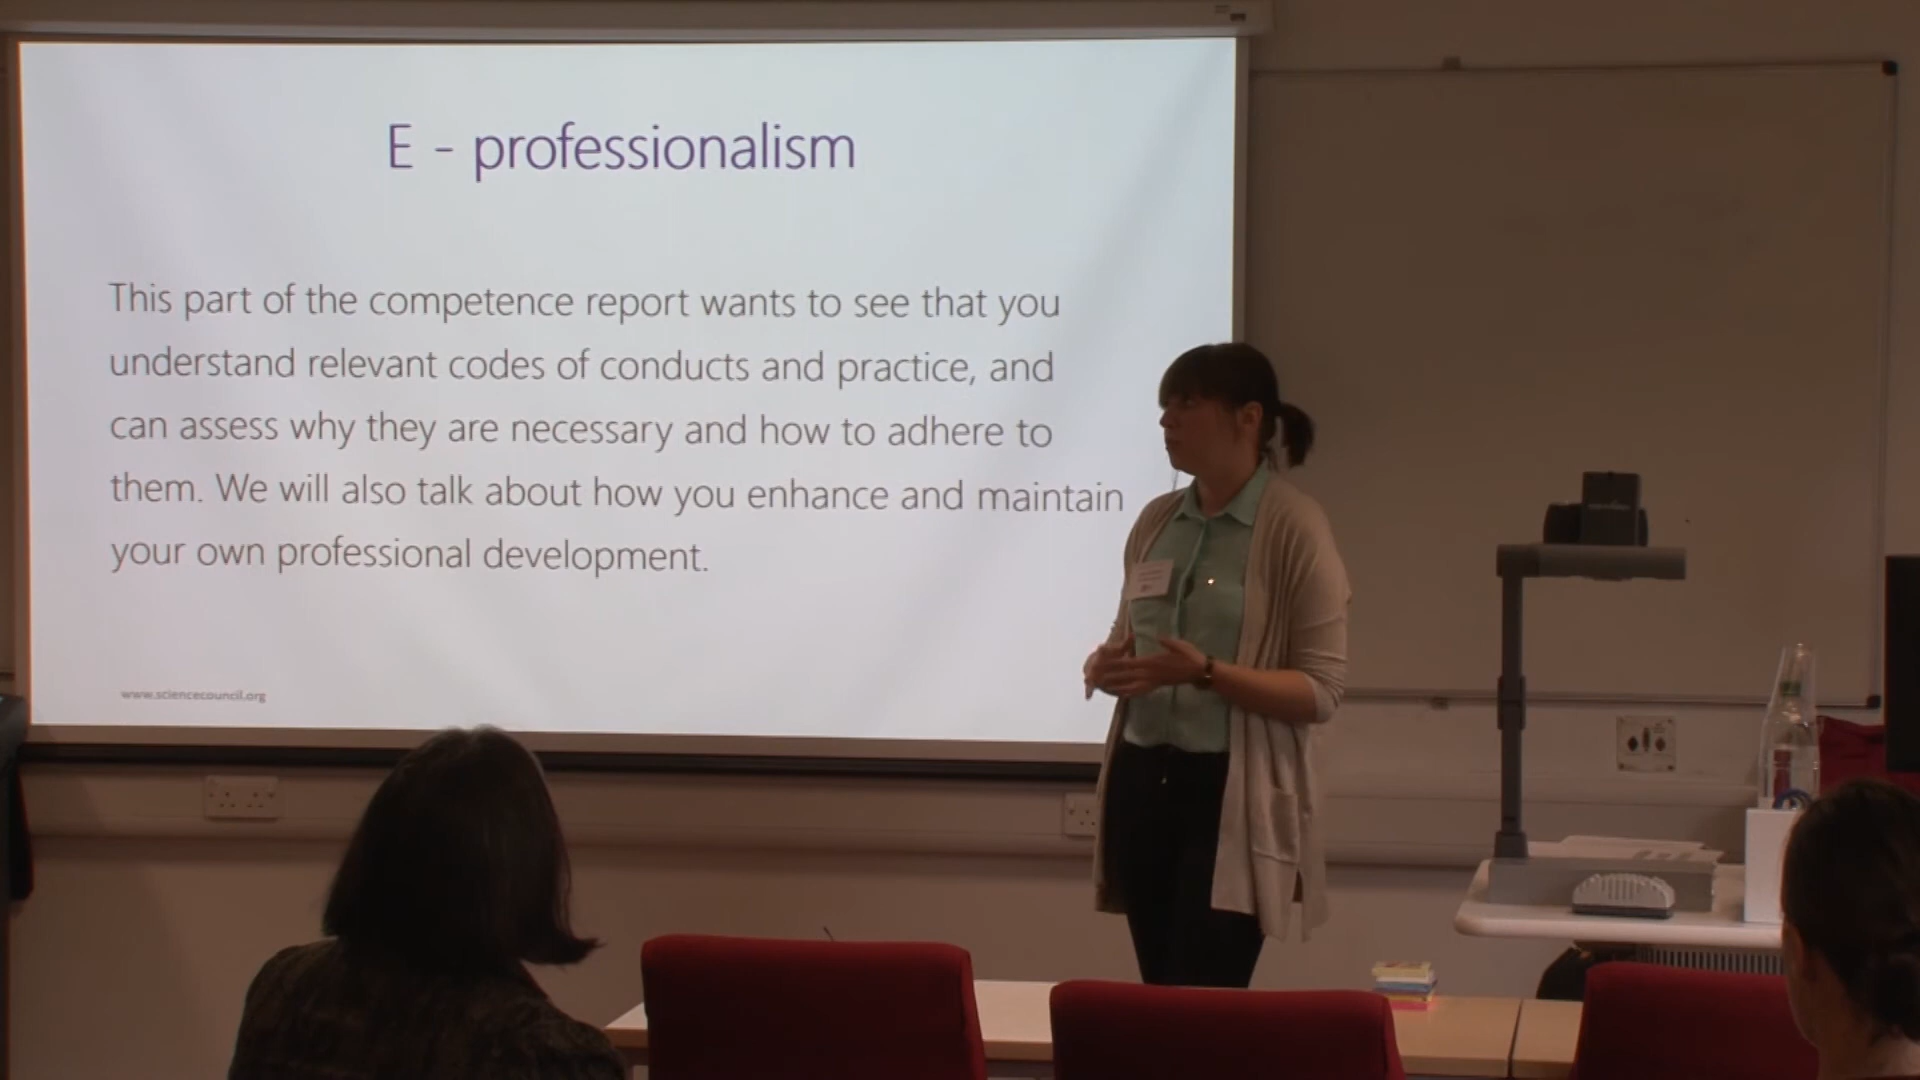 E - professionalism
This part of the competence report wants to see that you
understand relevant codes of conducts and practice, and
can assess why they are necessary and how to adhere to
them. We will also talk about how you enhance and maintain
your own professional development.
www.sciencecouncil.org